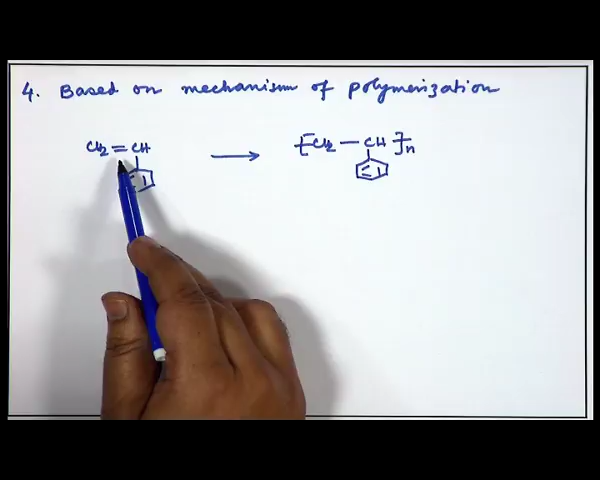 4. Based on mechanism of polymerization
CH2 = CH → [CH2 — CH]n